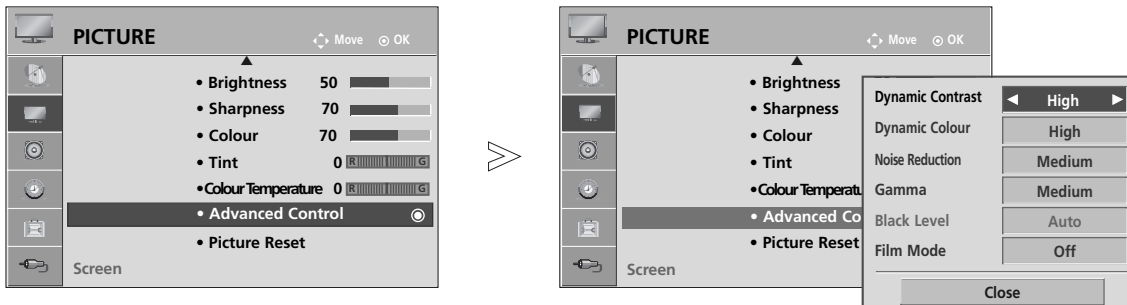 PICTURE
Move OK
• Brightness 50
• Sharpness 70
• Colour 70
• Tint 0 R G
• Colour Temperature 0 R G
• Advanced Control
• Picture Reset
Screen
PICTURE
Move OK
• Brightness
• Sharpness
• Colour
• Tint
• Colour Temperatu
• Advanced Co
• Picture Reset
Screen
Dynamic Contrast High
Dynamic Colour High
Noise Reduction Medium
Gamma Medium
Black Level Auto
Film Mode Off
Close